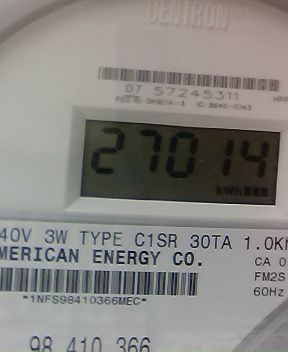 CENTRON
07 57245311
27014
kWh
40V 3W TYPE C1SR 30TA 1.0K
MERICAN ENERGY CO.
CA 0
FM2S
60Hz
*1NFS98410366MEC*
98 410 366